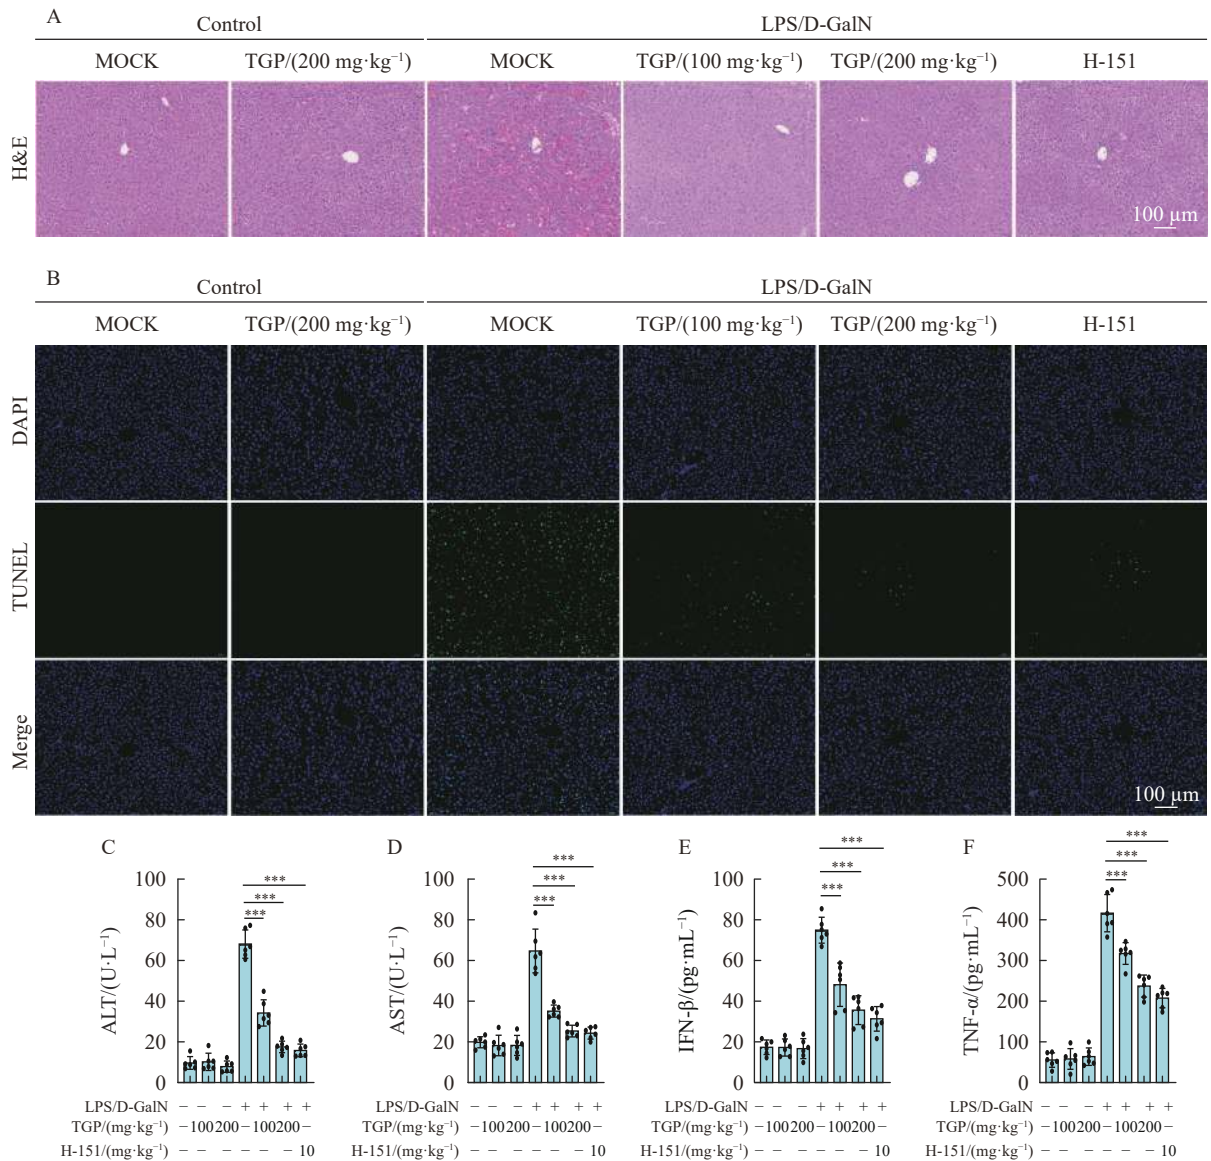 A
Control LPS/D-GalN
MOCK TGP/(200 mg·kg⁻¹) MOCK TGP/(100 mg·kg⁻¹) TGP/(200 mg·kg⁻¹) H-151
H&E
100 µm
B
Control LPS/D-GalN
MOCK TGP/(200 mg·kg⁻¹) MOCK TGP/(100 mg·kg⁻¹) TGP/(200 mg·kg⁻¹) H-151
DAPI
TUNEL
Merge
100 µm
C
ALT/(U·L⁻¹)
100
80
60
40
20
0
***
***
***
LPS/D-GalN − − − + + + +
TGP/(mg·kg⁻¹) − 100 200 − 100 200 −
H-151/(mg·kg⁻¹) − − − − − − 10
D
AST/(U·L⁻¹)
100
80
60
40
20
0
***
***
***
LPS/D-GalN − − − + + + +
TGP/(mg·kg⁻¹) − 100 200 − 100 200 −
H-151/(mg·kg⁻¹) − − − − − − 10
E
IFN-β/(pg·mL⁻¹)
100
80
60
40
20
0
***
***
***
LPS/D-GalN − − − + + + +
TGP/(mg·kg⁻¹) − 100 200 − 100 200 −
H-151/(mg·kg⁻¹) − − − − − − 10
F
TNF-α/(pg·mL⁻¹)
500
400
300
200
100
0
***
***
***
LPS/D-GalN − − − + + + +
TGP/(mg·kg⁻¹) − 100 200 − 100 200 −
H-151/(mg·kg⁻¹) − − − − − − 10